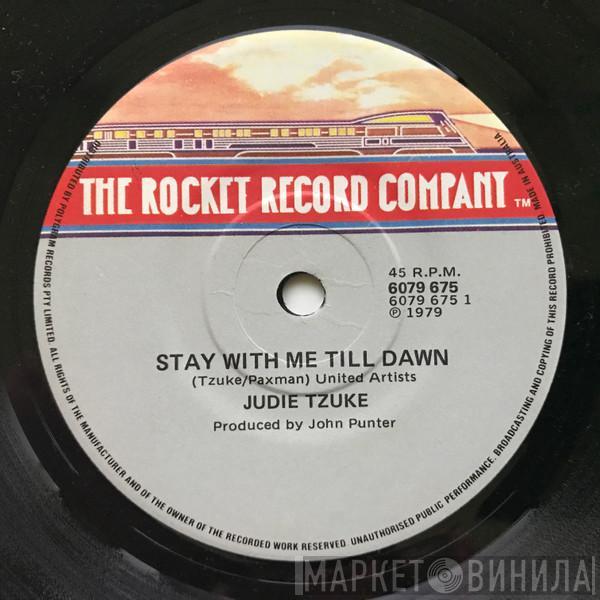 THE ROCKET RECORD COMPANY TM
45 R.P.M.
6079 675
6079 675 1
℗ 1979
STAY WITH ME TILL DAWN
(Tzuke/Paxman) United Artists
JUDIE TZUKE
Produced by John Punter
DISTRIBUTED BY POLYGRAM RECORDS PTY LIMITED. ALL RIGHTS OF THE MANUFACTURER AND OF THE OWNER OF THE RECORDED WORK RESERVED. UNAUTHORISED PUBLIC PERFORMANCE, BROADCASTING AND COPYING OF THIS RECORD PROHIBITED MADE IN AUSTRALIA
МАРКЕТ ВИНИЛА